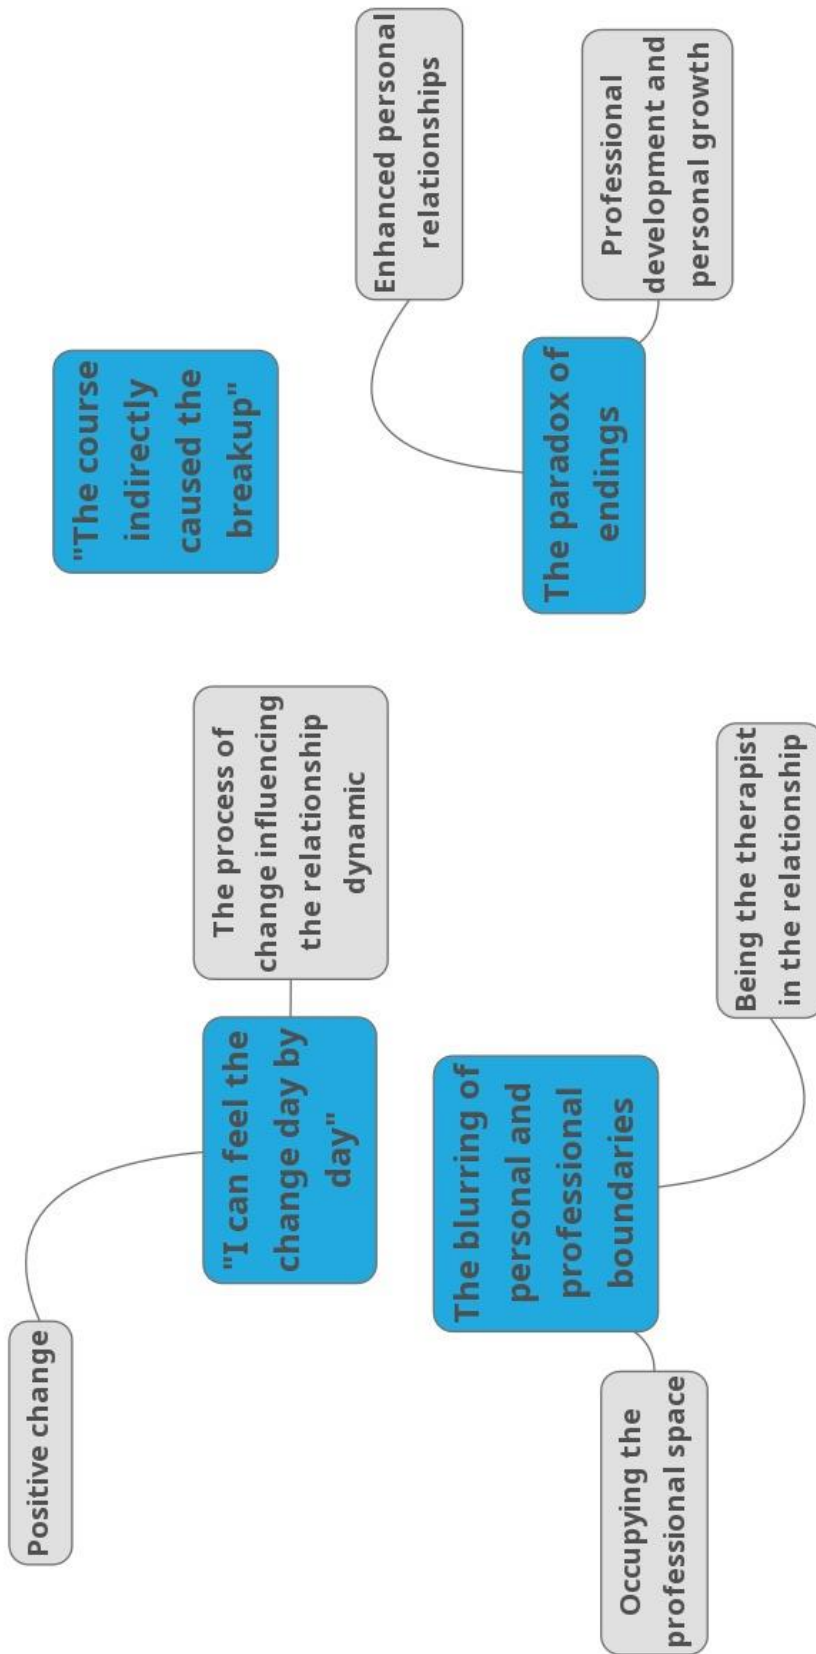 Positive change
"I can feel the
change day by
day"
The process of
change influencing
the relationship
dynamic
"The course
indirectly
caused the
breakup"
Occupying the
professional space
The blurring of
personal and
professional
boundaries
Being the therapist
in the relationship
The paradox of
endings
Enhanced personal
relationships
Professional
development and
personal growth